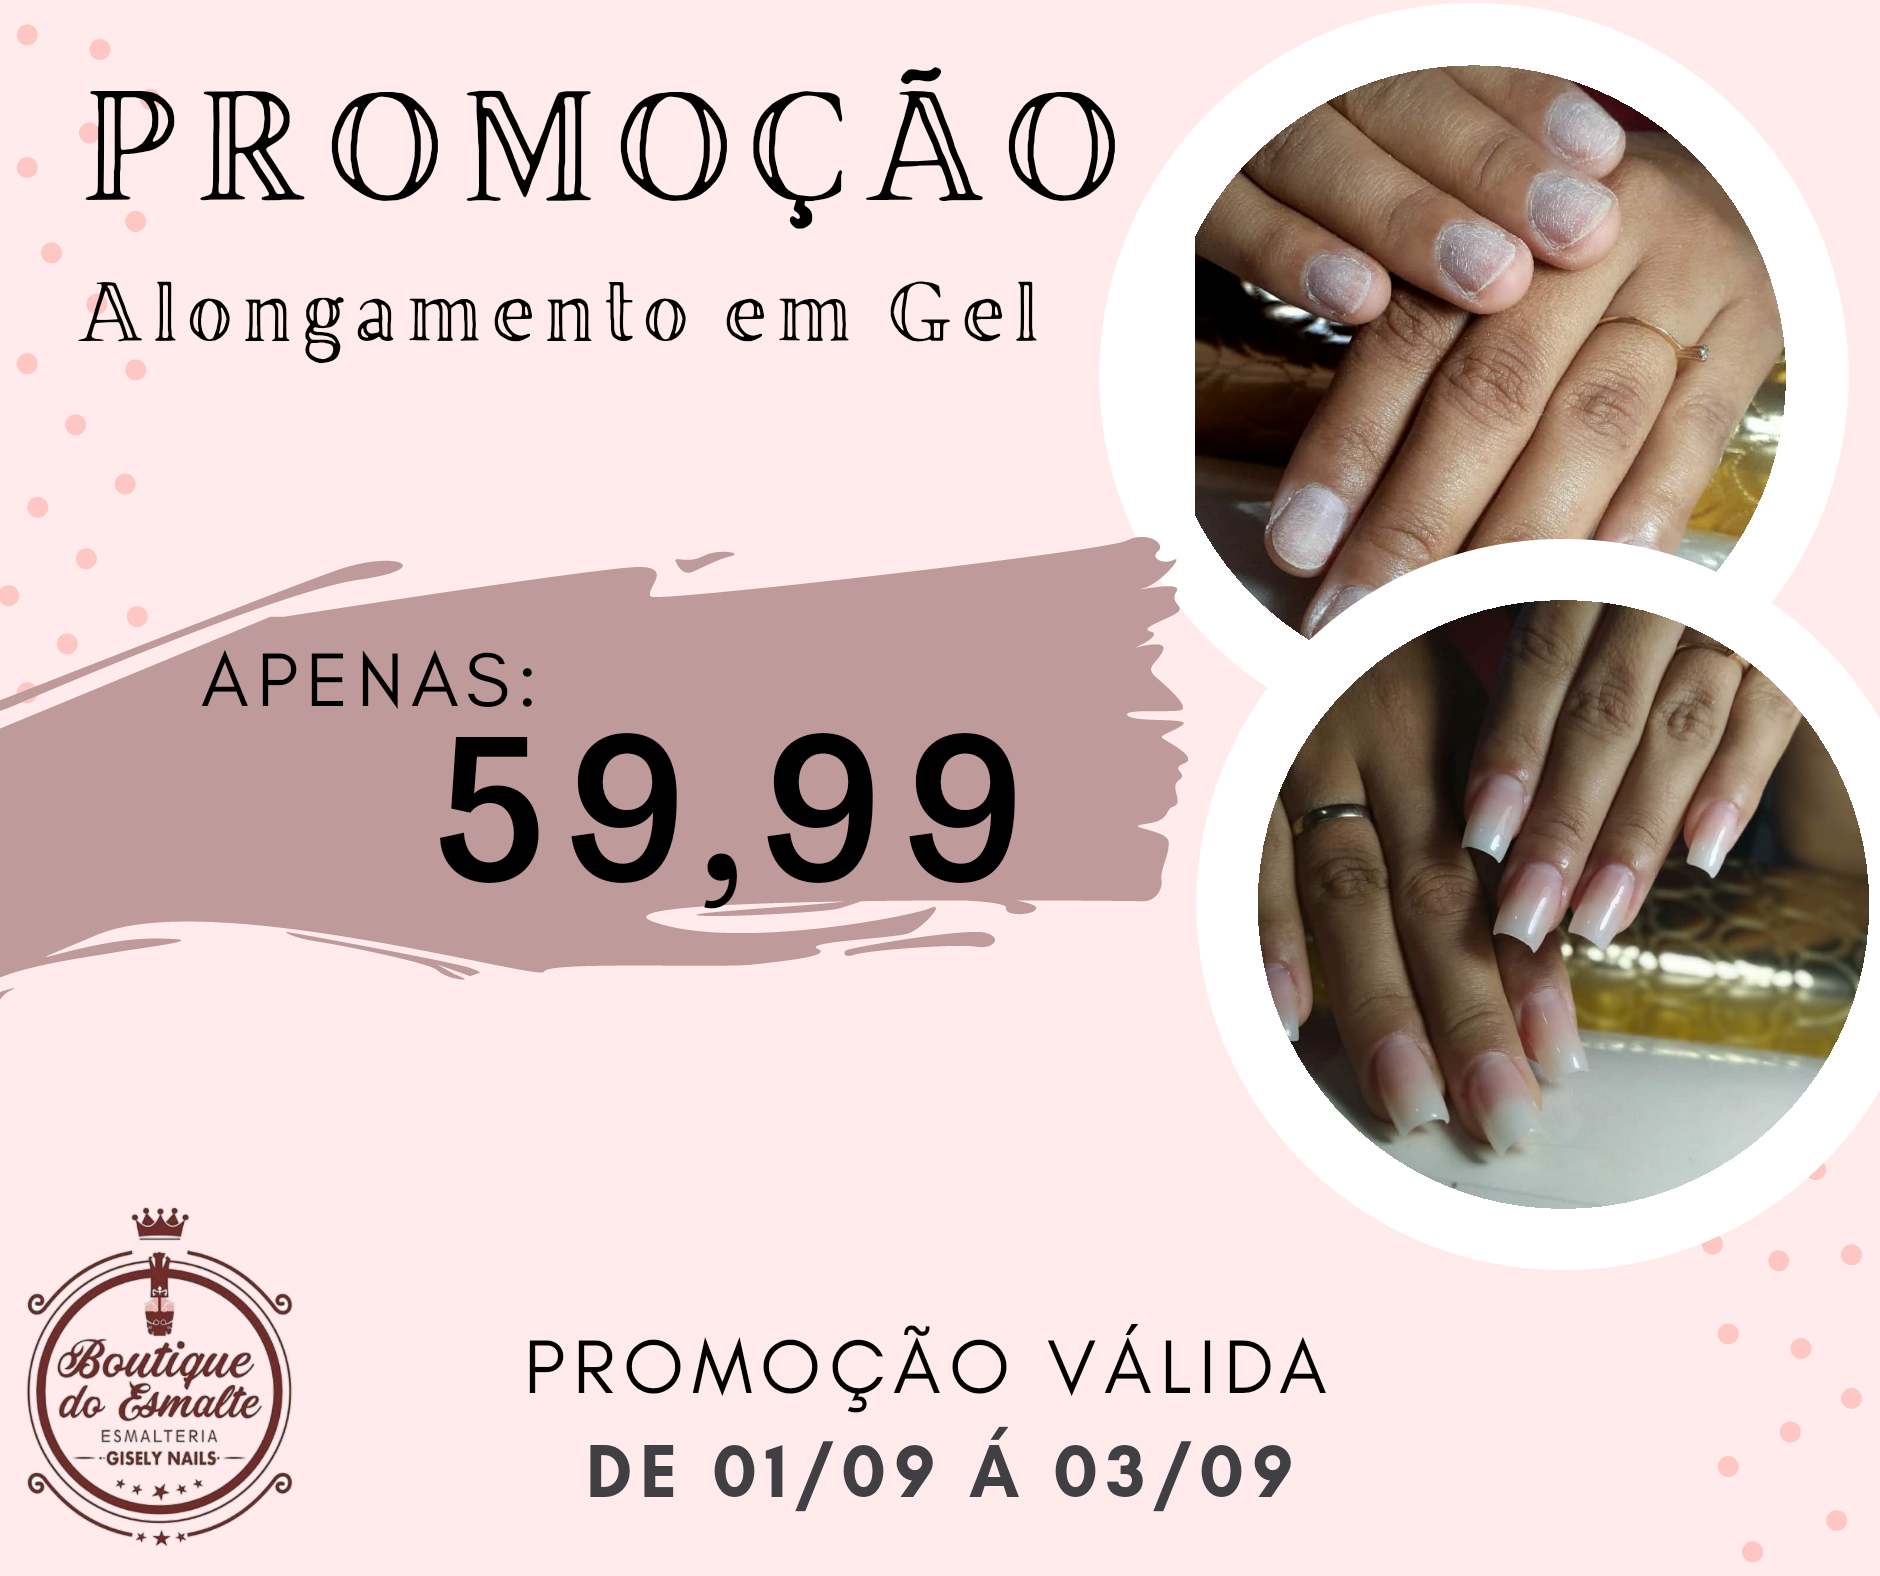 PROMOÇÃO
Alongamento em Gel
APENAS:
59,99
Boutique
do Esmalte
ESMALTERIA
GISELY NAILS
PROMOÇÃO VÁLIDA
DE 01/09 Á 03/09